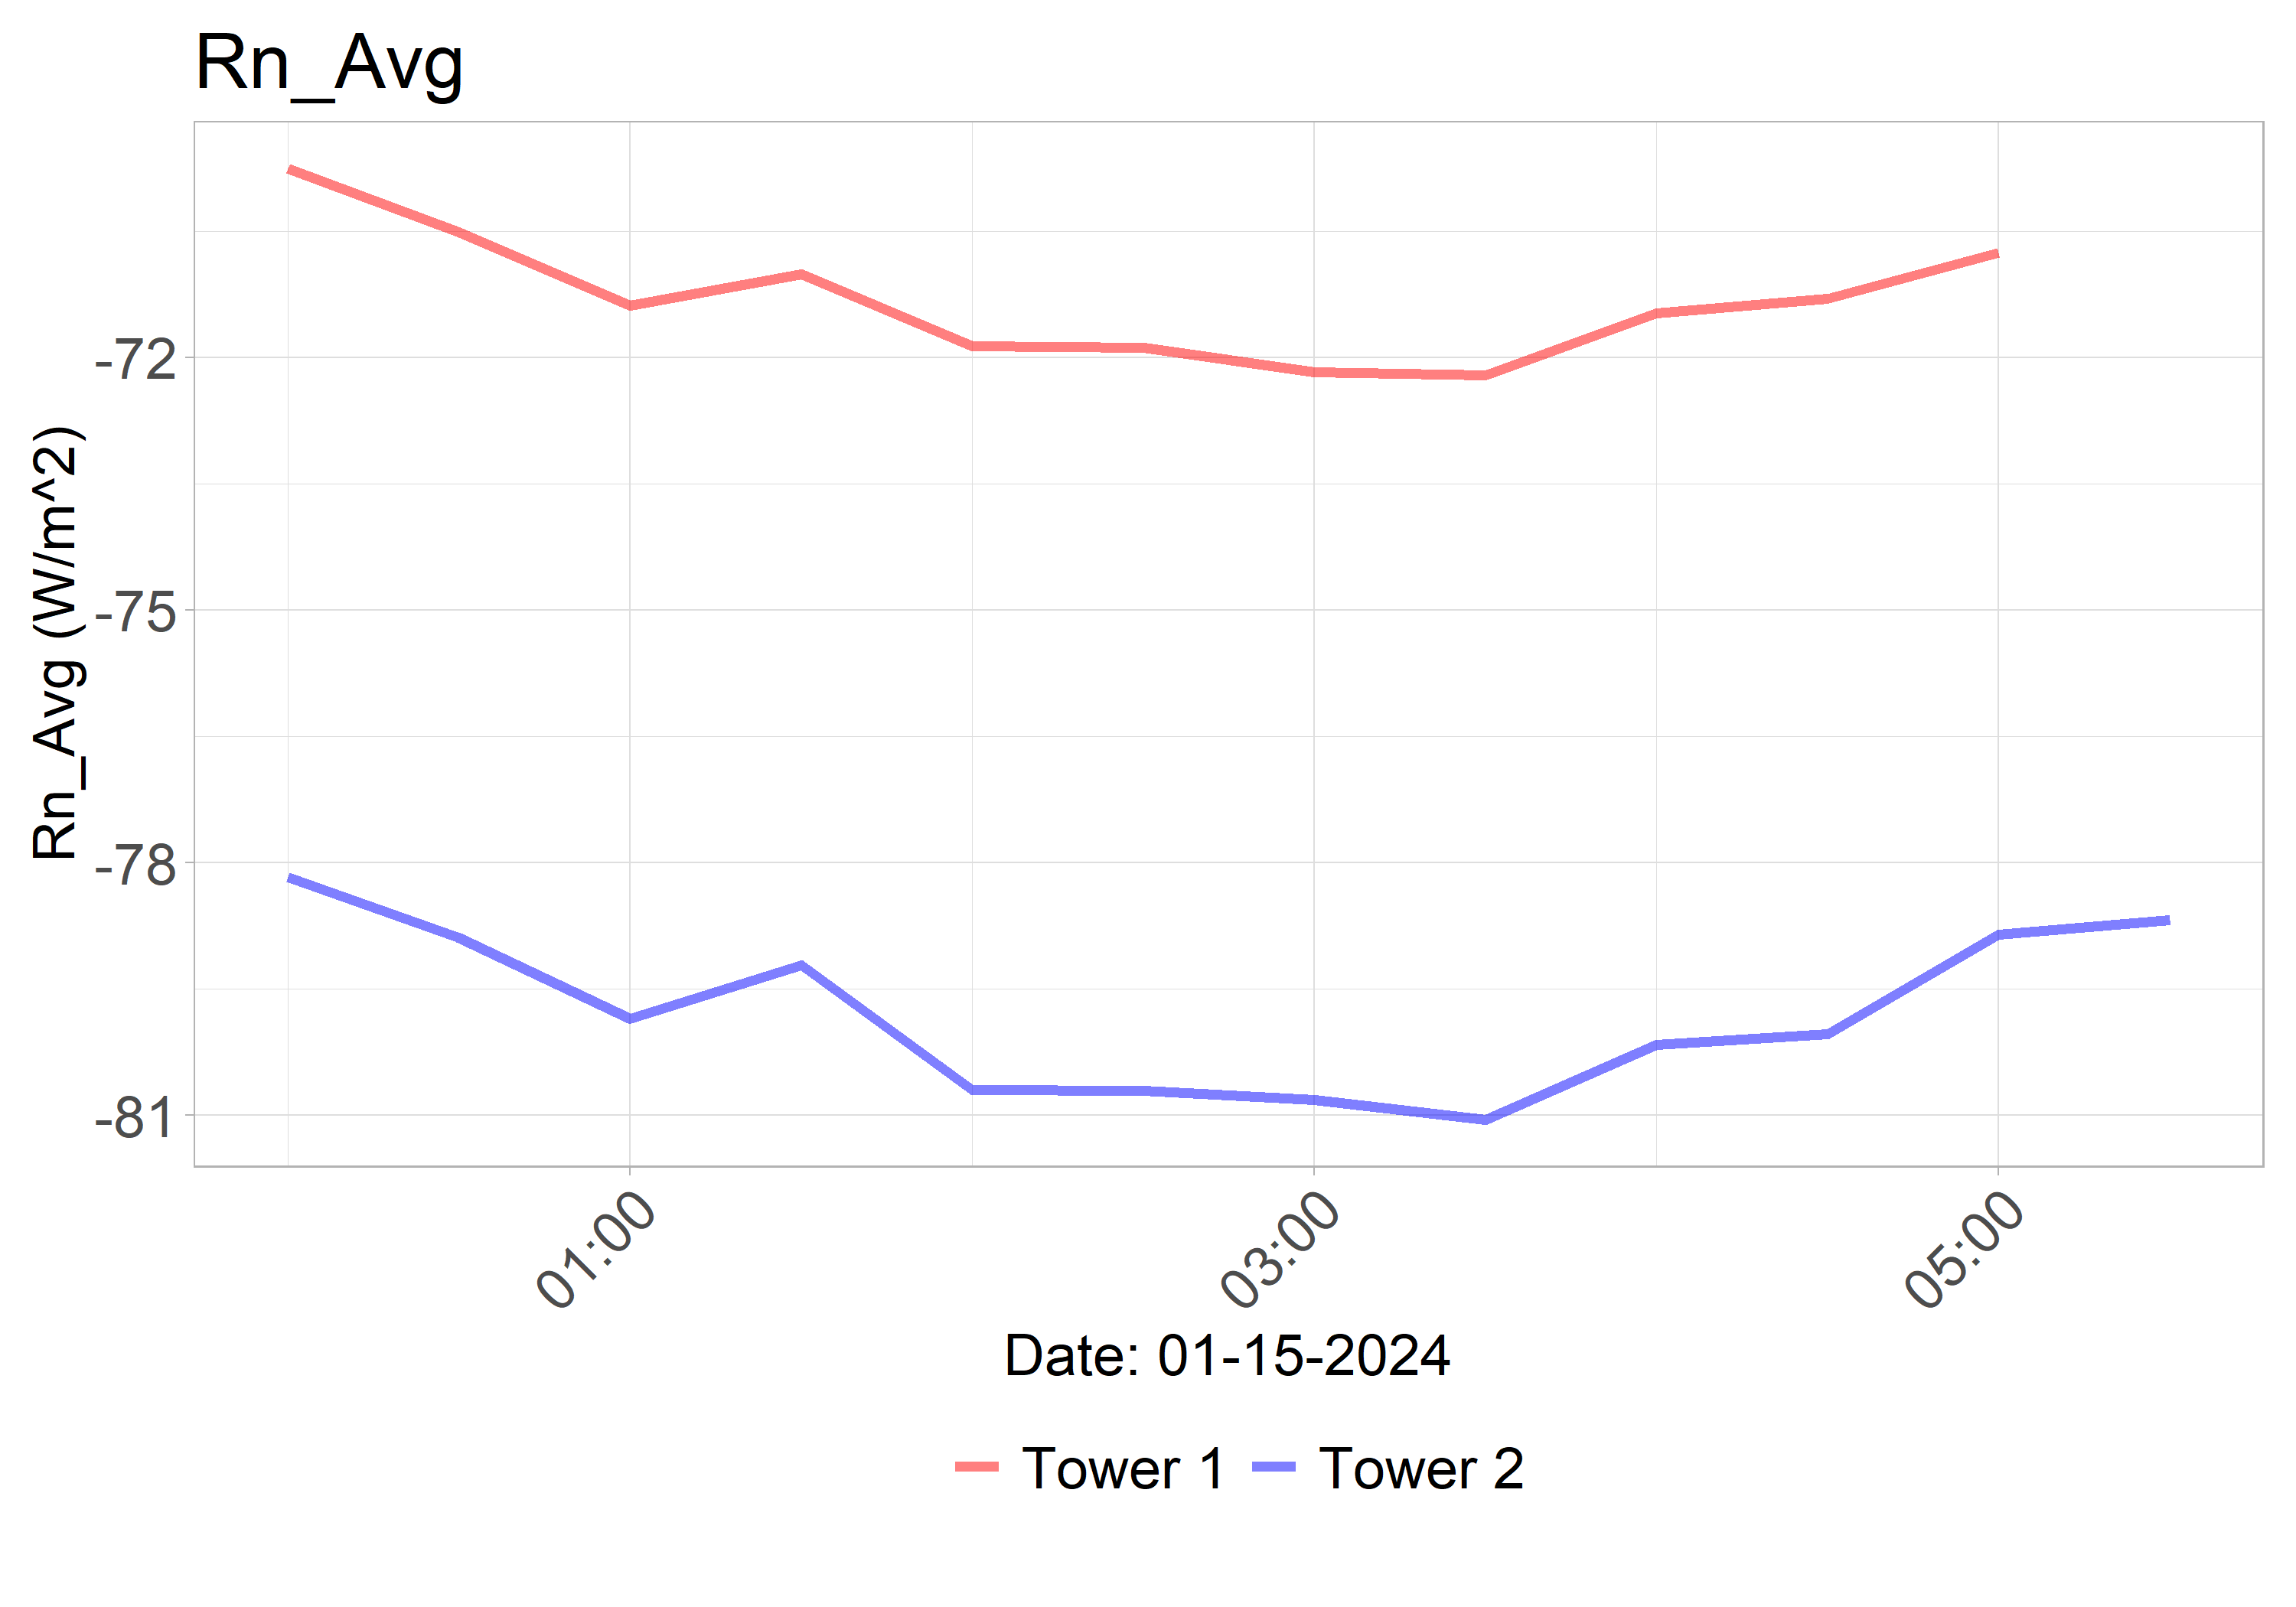 Rn_Avg
Rn_Avg (W/m^2)
-72
-75
-78
-81
01:00
03:00
05:00
Date: 01-15-2024
Tower 1
Tower 2